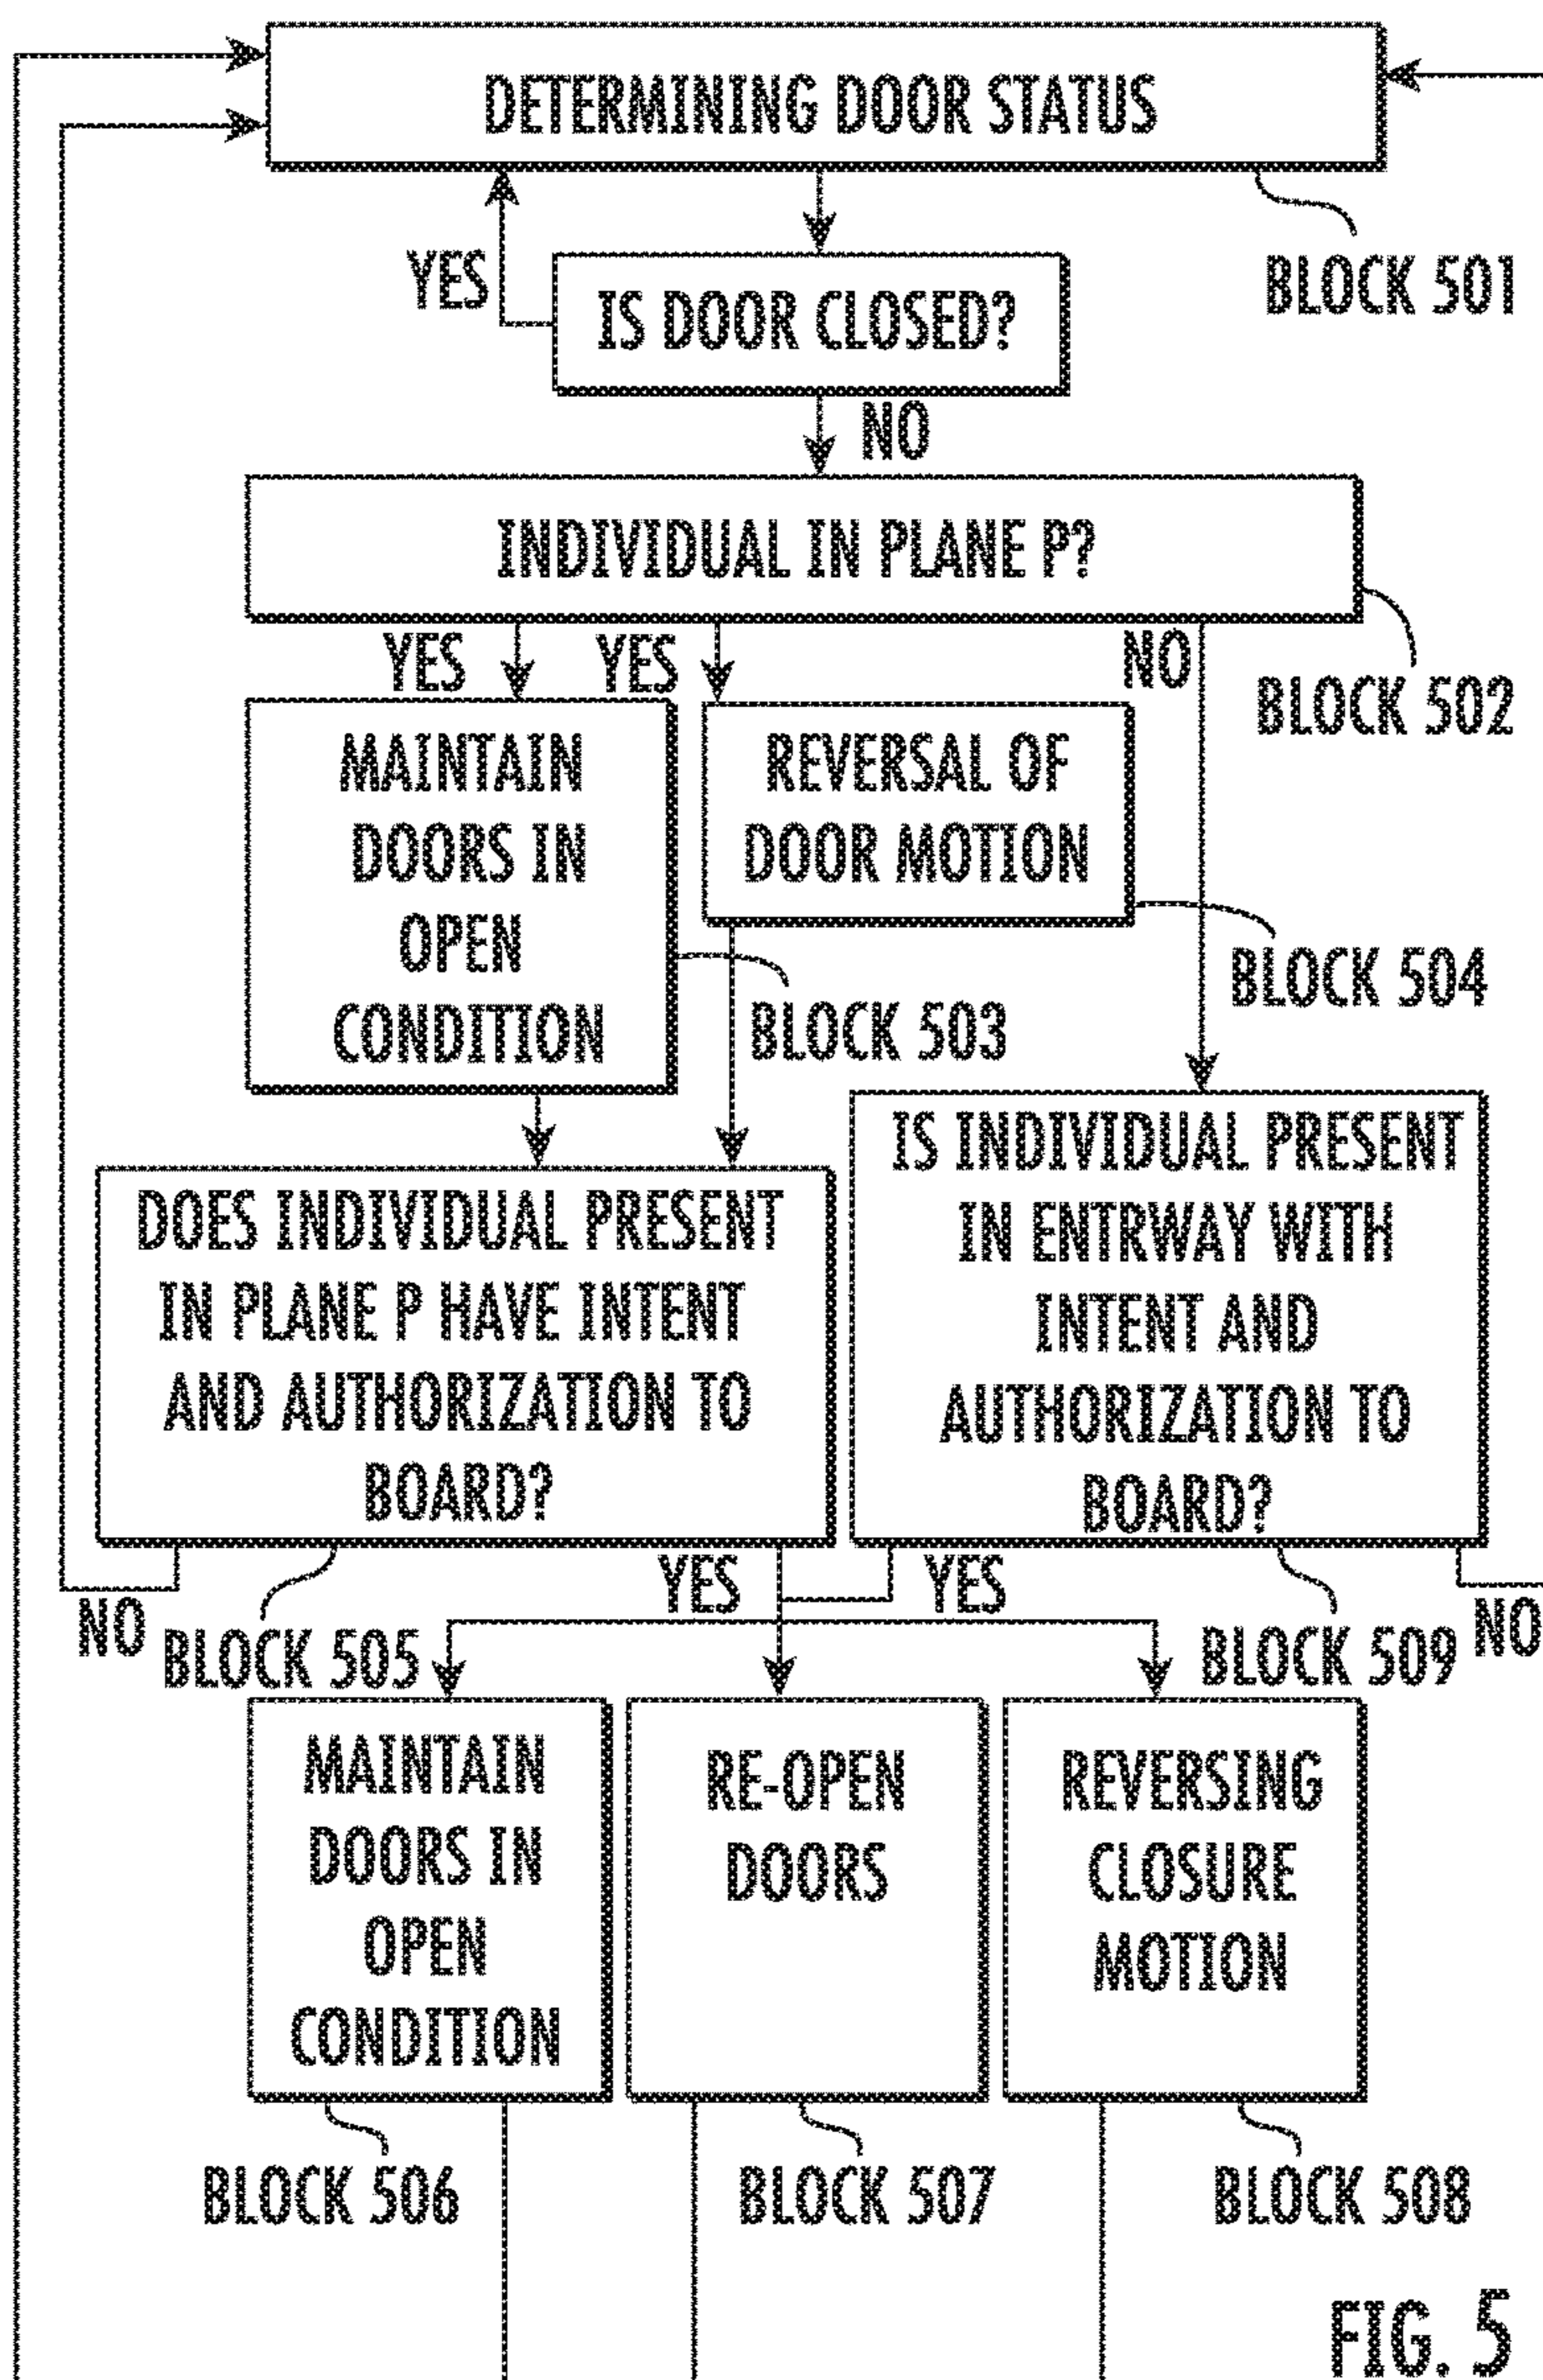 DETERMINING DOOR STATUS
BLOCK 501
YES
IS DOOR CLOSED?
NO
INDIVIDUAL IN PLANE P?
BLOCK 502
YES
YES
NO
MAINTAIN
DOORS IN
OPEN
CONDITION
BLOCK 503
REVERSAL OF
DOOR MOTION
BLOCK 504
DOES INDIVIDUAL PRESENT
IN PLANE P HAVE INTENT
AND AUTHORIZATION TO
BOARD?
IS INDIVIDUAL PRESENT
IN ENTRWAY WITH
INTENT AND
AUTHORIZATION TO
BOARD?
NO
BLOCK 505
YES
YES
BLOCK 509
NO
MAINTAIN
DOORS IN
OPEN
CONDITION
RE-OPEN
DOORS
REVERSING
CLOSURE
MOTION
BLOCK 506
BLOCK 507
BLOCK 508
FIG. 5